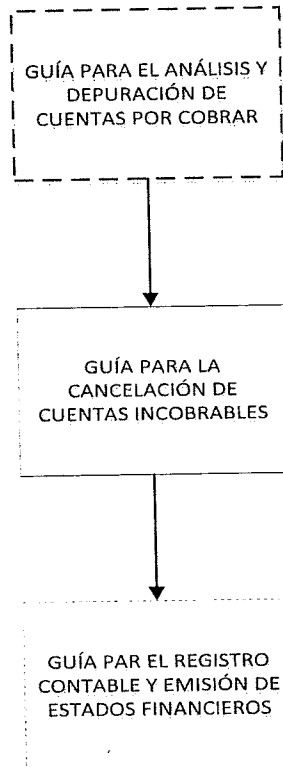 GUÍA PARA EL ANÁLISIS Y
DEPURACIÓN DE
CUENTAS POR COBRAR
GUÍA PARA LA
CANCELACIÓN DE
CUENTAS INCOBRABLES
GUÍA PAR EL REGISTRO
CONTABLE Y EMISIÓN DE
ESTADOS FINANCIEROS